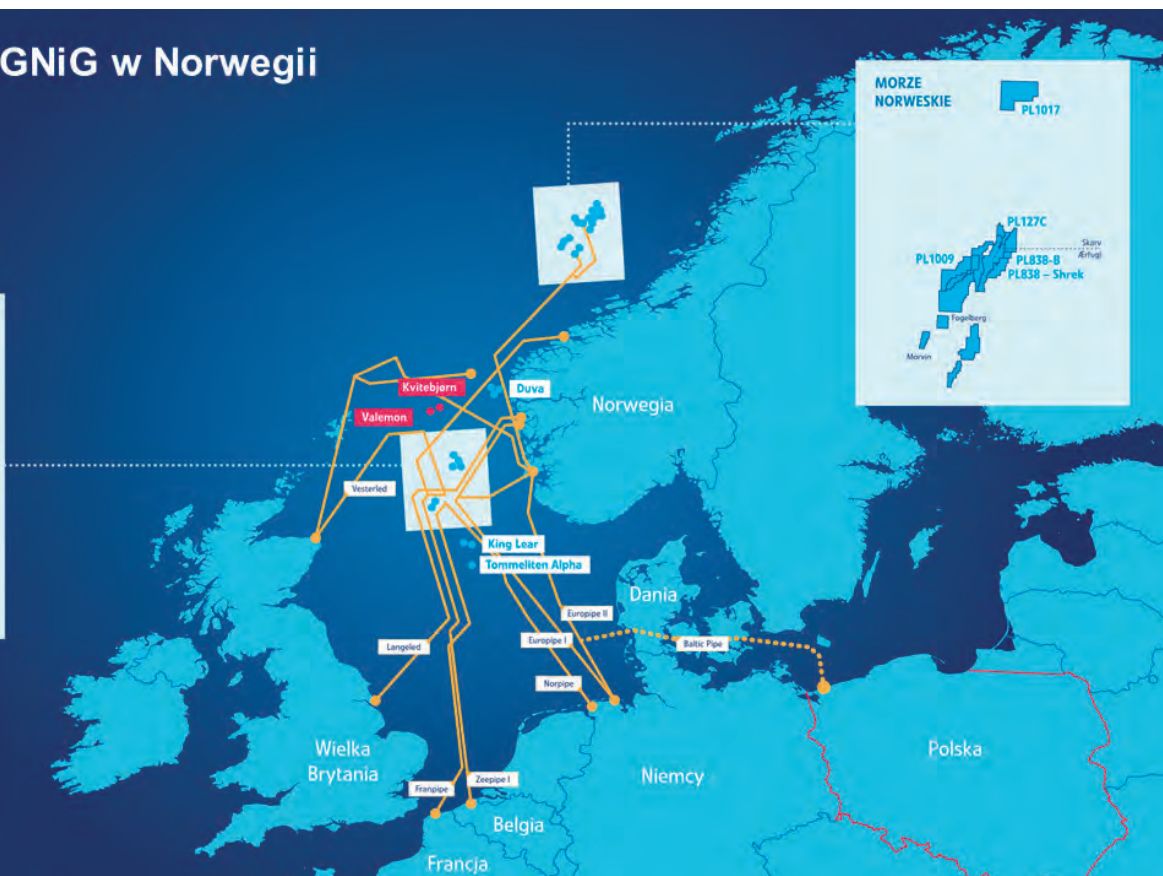 GNiG w Norwegii
MORZE
NORWESKIE
PL1017
PL127C
Skarv
Ærfugl
PL1009
PL838-B
PL838 – Shrek
Fogelberg
Morvin
Kvitebjørn
Duva
Valemon
Norwegia
Vesterled
King Lear
Tommeliten Alpha
Dania
Europipe II
Europipe I
Baltic Pipe
Langeled
Norpipe
Wielka
Brytania
Niemcy
Polska
Franpipe
Zeepipe I
Belgia
Francja